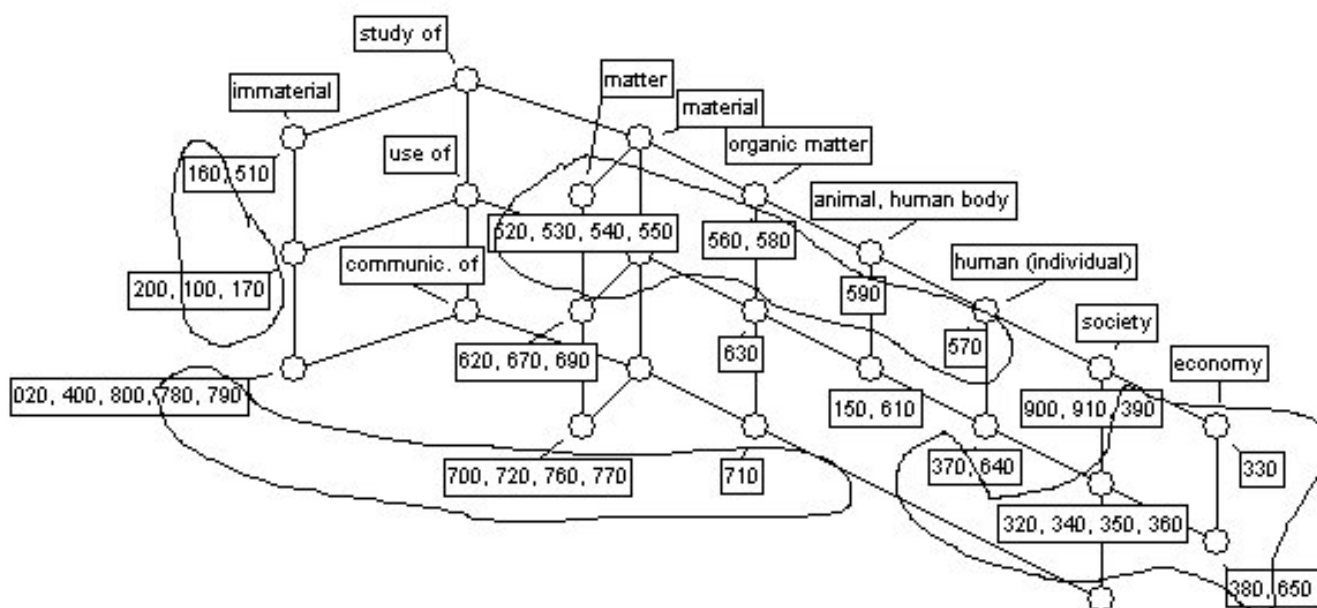 study of
matter
immaterial
material
organic matter
use of
160, 510
animal, human body
520, 530, 540, 550
560, 580
communic. of
human (individual)
200, 100, 170
590
society
570
620, 670, 690
630
economy
020, 400, 800, 780, 790
150, 610
900, 910, 390
700, 720, 760, 770
710
370, 640
330
320, 340, 350, 360
380, 650